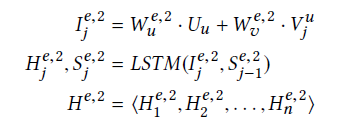 I_j^{e,2} = W_u^{e,2} · U_u + W_v^{e,2} · V_j^u
H_j^{e,2}, S_j^{e,2} = LSTM(I_j^{e,2}, S_{j-1}^{e,2})
H^{e,2} = ⟨H_1^{e,2}, H_2^{e,2}, . . . , H_n^{e,2}⟩